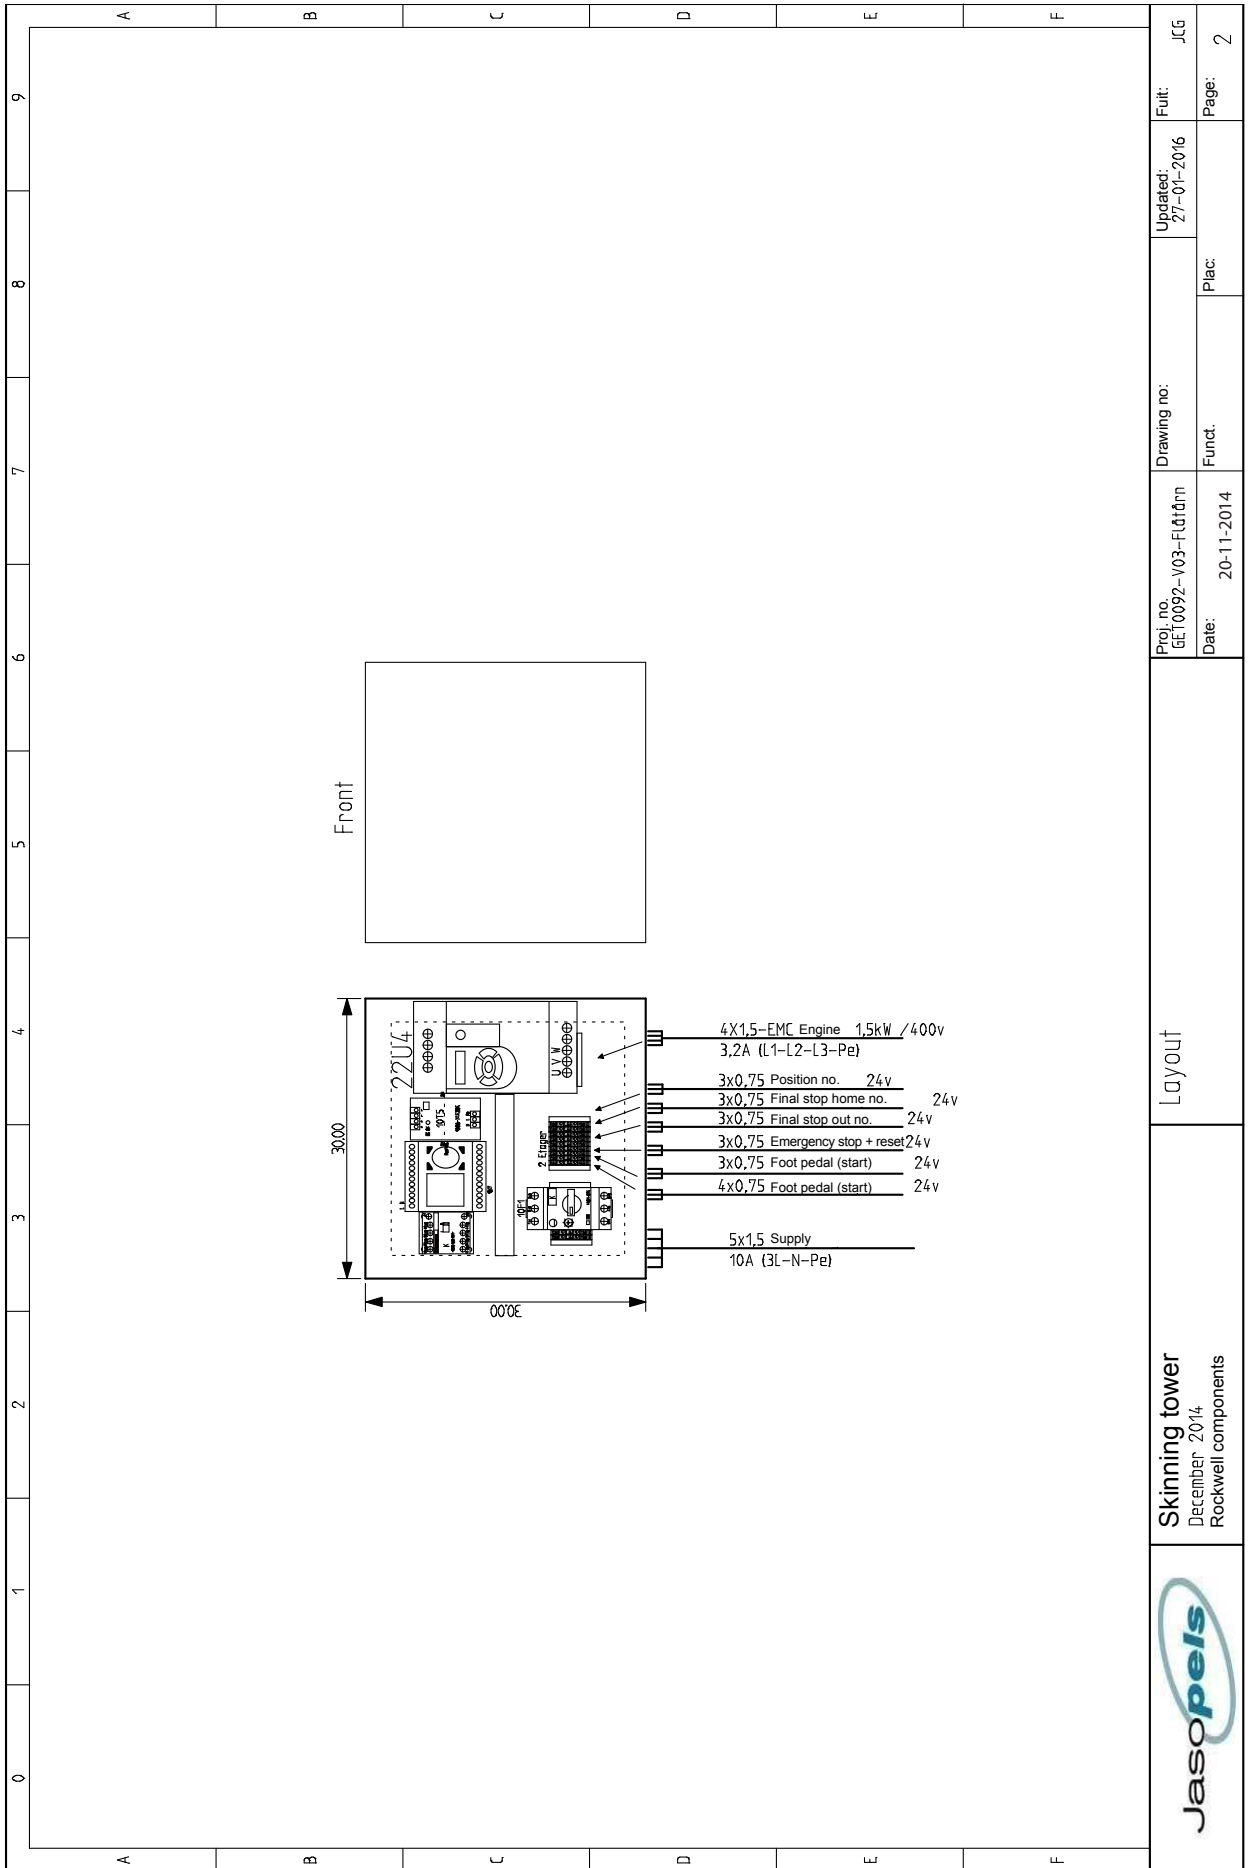 A
B
C
D
E
F
9
8
7
6
5
4
3
2
1
0
Front
30.00
30.00
22U4
U V W
10T5
2 Etager
10F1
K
K
4X1,5-EMC Engine 1,5kW /400v
3,2A (L1-L2-L3-Pe)
3x0,75 Position no. 24v
3x0,75 Final stop home no. 24v
3x0,75 Final stop out no. 24v
3x0,75 Emergency stop + reset 24v
3x0,75 Foot pedal (start) 24v
4x0,75 Foot pedal (start) 24v
5x1,5 Supply
10A (3L-N-Pe)
A
B
C
D
E
F
Jasopels
Skinning tower
December 2014
Rockwell components
Layout
Proj. no.
GET0092-V03-Flåtårn
Date: 20-11-2014
Drawing no:
Funct.
Updated:
27-01-2016
Plac:
Fuit: JCG
Page: 2